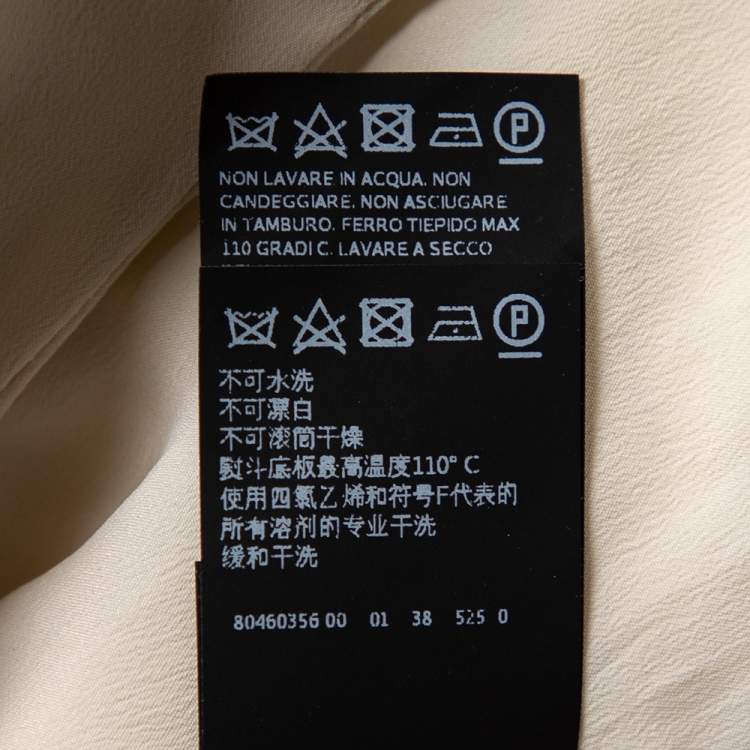 P
NON LAVARE IN ACQUA. NON
CANDEGGIARE. NON ASCIUGARE
IN TAMBURO. FERRO TIEPIDO MAX
110 GRADI C. LAVARE A SECCO
P
不可水洗
不可漂白
不可滚筒干燥
熨斗底板最高温度110° C
使用四氯乙烯和符号F代表的
所有溶剂的专业干洗
缓和干洗
80460356 00 01 38 525 0